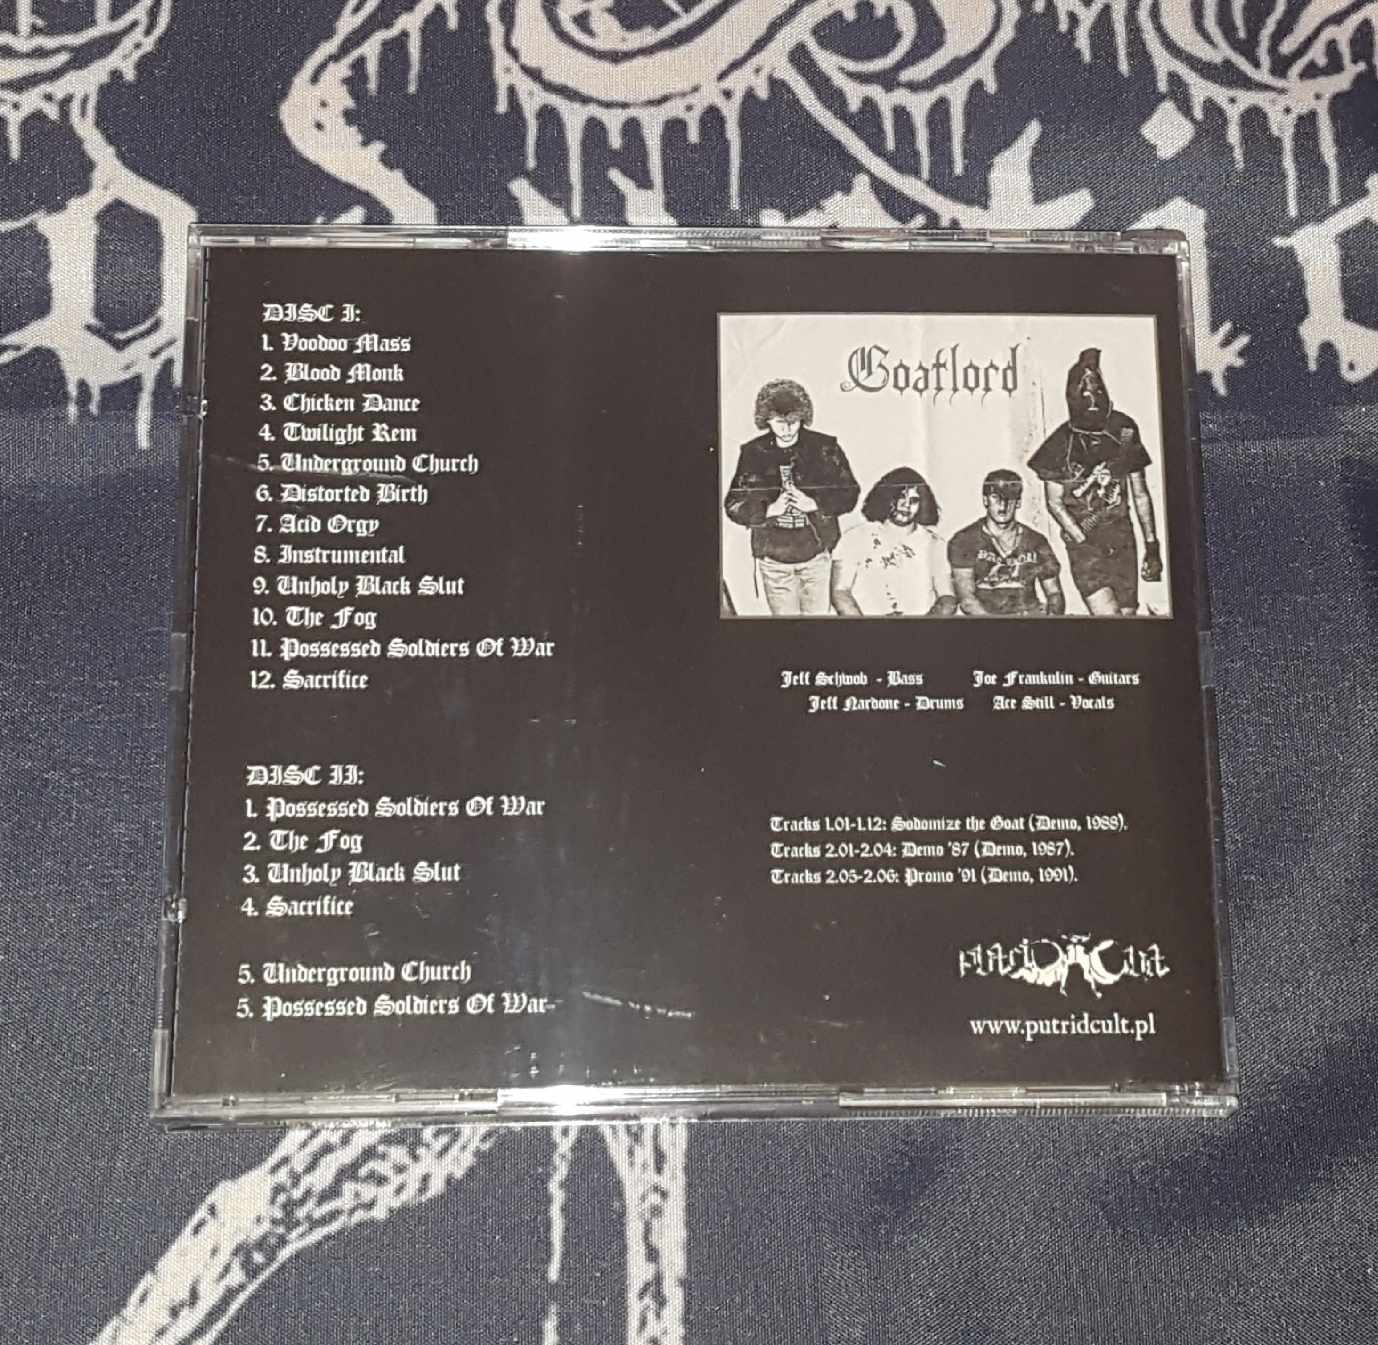 DISC I:
1. Voodoo Mass
2. Blood Monk
3. Chicken Dance
4. Twilight Rem
5. Underground Church
6. Distorted Birth
7. Acid Orgy
8. Instrumental
9. Unholy Black Slut
10. The Fog
11. Possessed Soldiers Of War
12. Sacrifice
DISC II:
1. Possessed Soldiers Of War
2. The Fog
3. Unholy Black Slut
4. Sacrifice
5. Underground Church
5. Possessed Soldiers Of War
Goatlord
Jeff Schwob - Bass Joe Frankulin - Guitars
Jeff Nardone - Drums Ace Still - Vocals
Tracks 1.01-1.12: Sodomize the Goat (Demo, 1988).
Tracks 2.01-2.04: Demo '87 (Demo, 1987).
Tracks 2.05-2.06: Promo '91 (Demo, 1991).
Putrid Cult
www.putridcult.pl